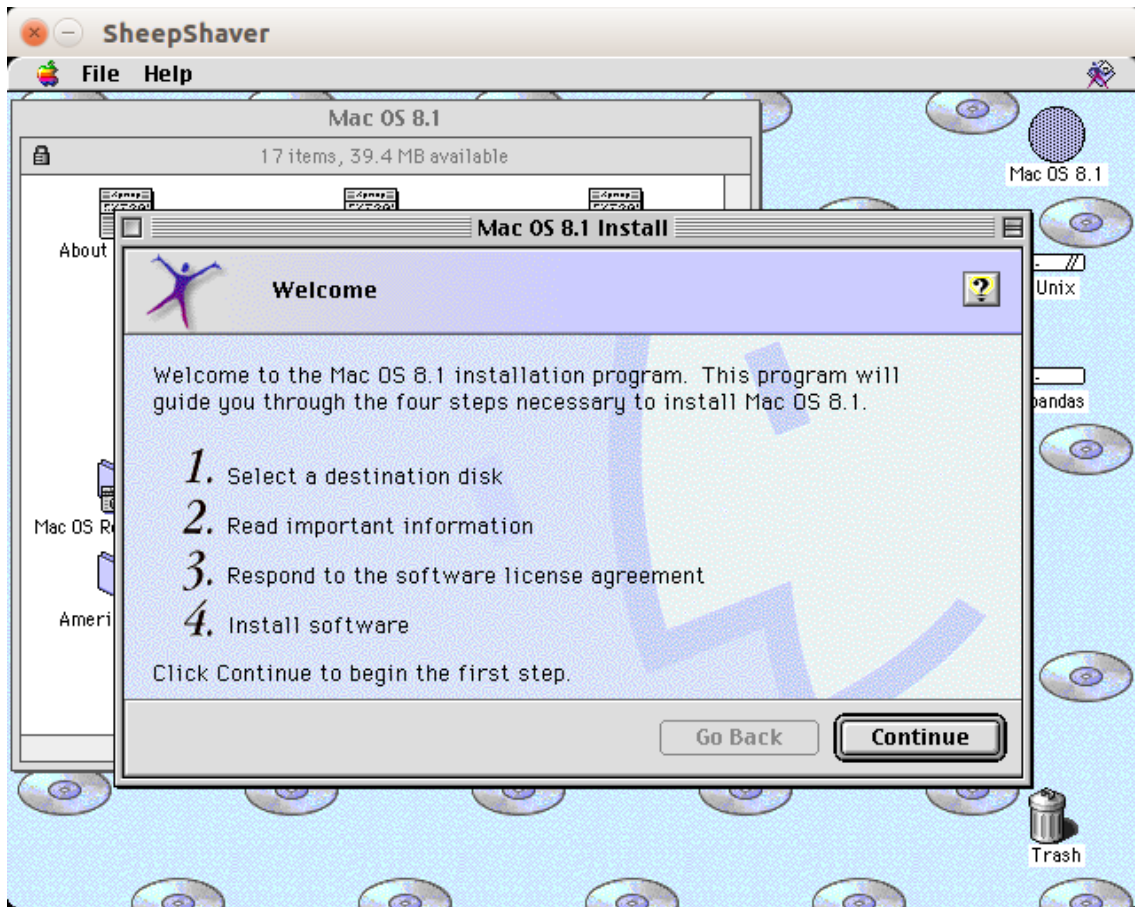 SheepShaver
File Help
Mac OS 8.1
17 items, 39.4 MB available
Mac OS 8.1
About
Mac OS 8.1 Install
Welcome
?
Unix
Welcome to the Mac OS 8.1 installation program. This program will
guide you through the four steps necessary to install Mac OS 8.1.
1. Select a destination disk
2. Read important information
3. Respond to the software license agreement
4. Install software
Click Continue to begin the first step.
Go Back
Continue
Mac OS
Trash